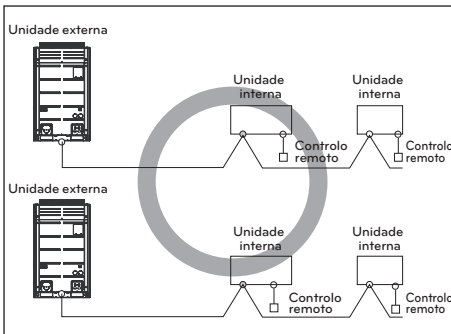 Unidade externa
Unidade
interna
Unidade
interna
Controlo
remoto
Controlo
remoto
Unidade externa
Unidade
interna
Unidade
interna
Controlo
remoto
Controlo
remoto